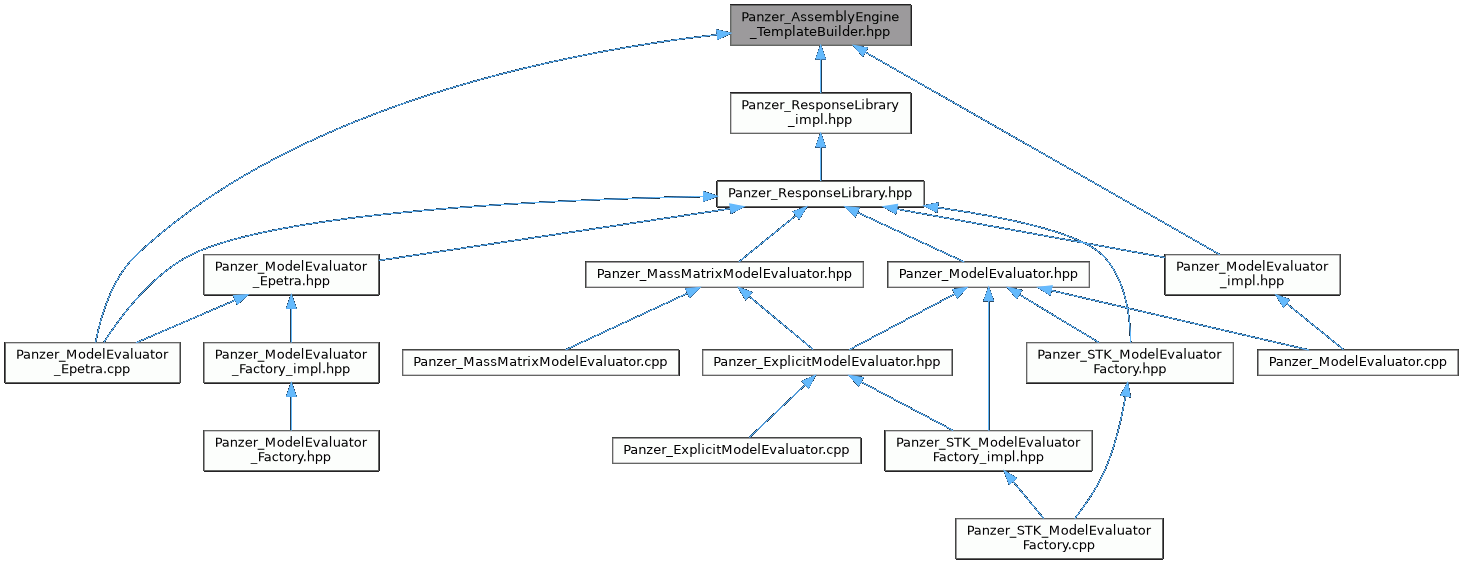 Panzer_AssemblyEngine
_TemplateBuilder.hpp
Panzer_ResponseLibrary
_impl.hpp
Panzer_ResponseLibrary.hpp
Panzer_ModelEvaluator
_Epetra.hpp
Panzer_MassMatrixModelEvaluator.hpp
Panzer_ModelEvaluator.hpp
Panzer_ModelEvaluator
_impl.hpp
Panzer_ModelEvaluator
_Epetra.cpp
Panzer_ModelEvaluator
_Factory_impl.hpp
Panzer_MassMatrixModelEvaluator.cpp
Panzer_ExplicitModelEvaluator.hpp
Panzer_STK_ModelEvaluator
Factory.hpp
Panzer_ModelEvaluator.cpp
Panzer_ModelEvaluator
_Factory.hpp
Panzer_ExplicitModelEvaluator.cpp
Panzer_STK_ModelEvaluator
Factory_impl.hpp
Panzer_STK_ModelEvaluator
Factory.cpp